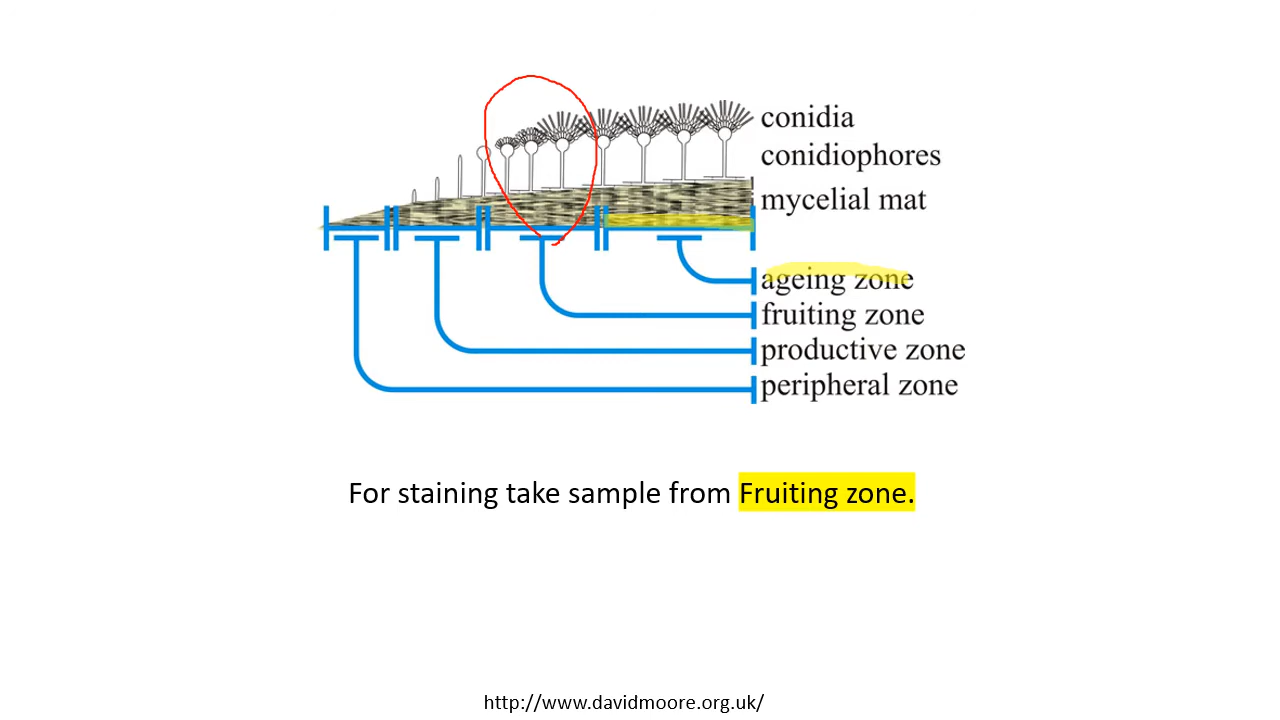 conidia
conidiophores
mycelial mat
ageing zone
fruiting zone
productive zone
peripheral zone
For staining take sample from Fruiting zone.
http://www.davidmoore.org.uk/